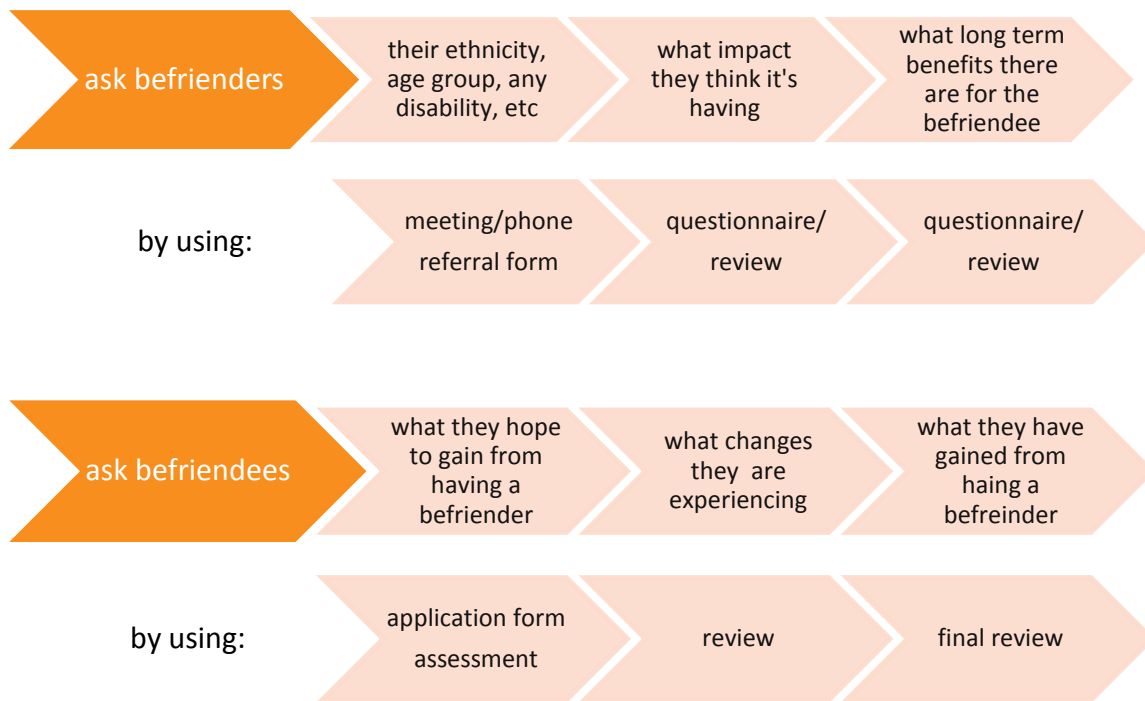 ask befrienders
their ethnicity,
age group, any
disability, etc
what impact
they think it's
having
what long term
benefits there
are for the
befriendee
by using:
meeting/phone
referral form
questionnaire/
review
questionnaire/
review
ask befriendees
what they hope
to gain from
having a
befriender
what changes
they are
experiencing
what they have
gained from
haing a
befreinder
by using:
application form
assessment
review
final review